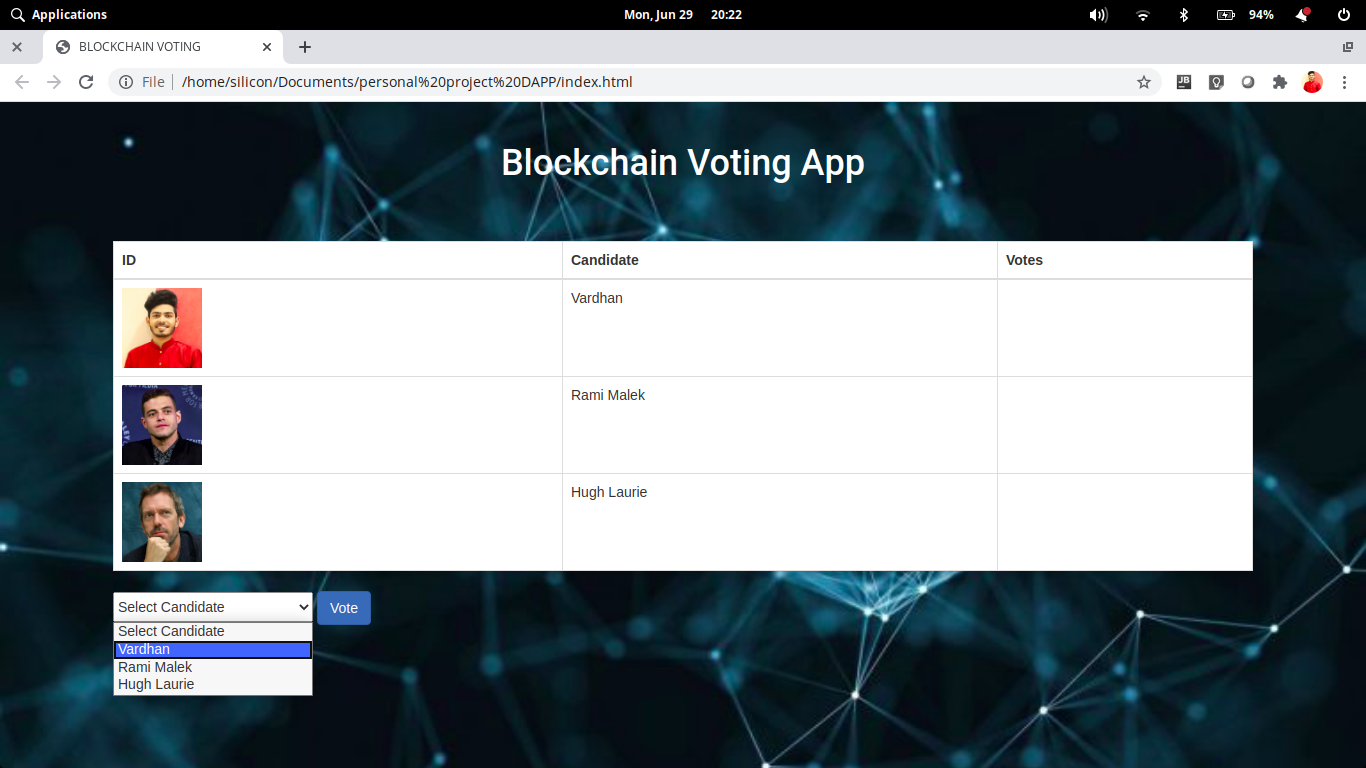 Applications
Mon, Jun 29 20:22
94%
BLOCKCHAIN VOTING
File
/home/silicon/Documents/personal%20project%20DAPP/index.html
JB
Blockchain Voting App
ID Candidate Votes
Vardhan
Rami Malek
Hugh Laurie
Select Candidate
Vote
Select Candidate
Vardhan
Rami Malek
Hugh Laurie